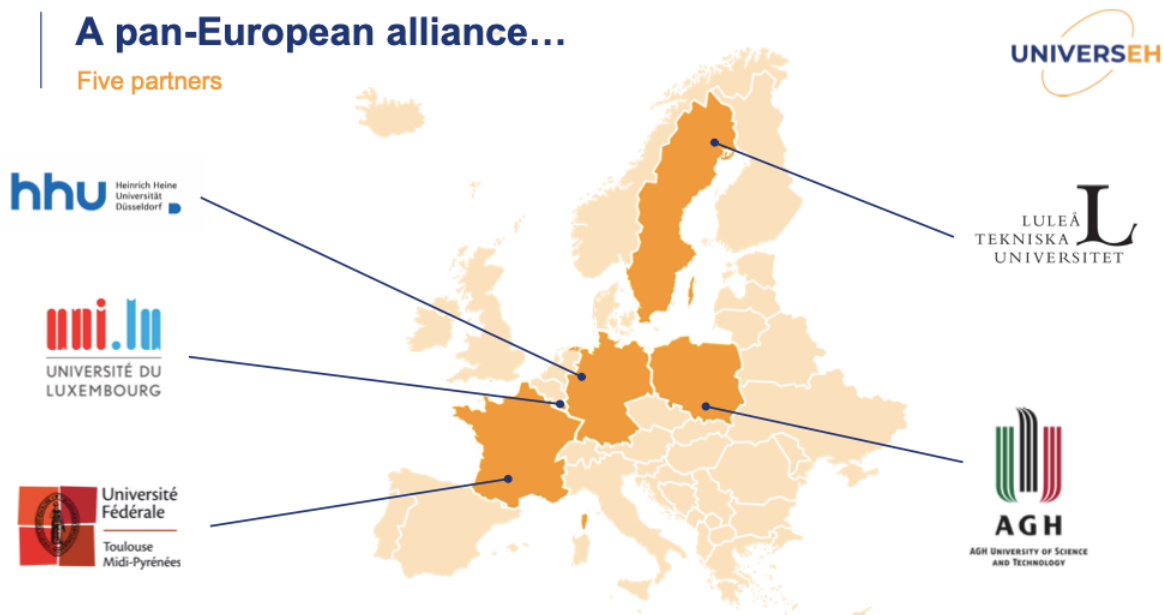 A pan-European alliance…
Five partners
UNIVERSEH
hhu
Heinrich Heine
Universität
Düsseldorf
LULEÅ
TEKNISKA
UNIVERSITET
L
uni.lu
UNIVERSITÉ DU
LUXEMBOURG
Université
Fédérale
Toulouse
Midi-Pyrénées
AGH
AGH UNIVERSITY OF SCIENCE
AND TECHNOLOGY